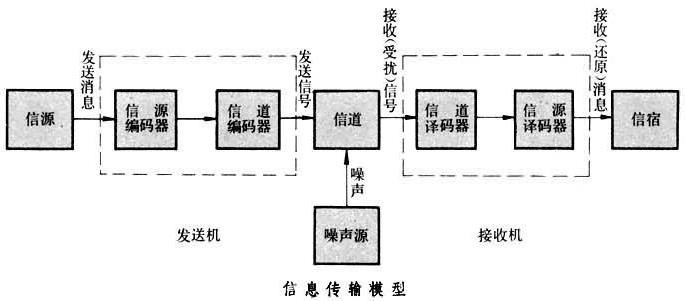 发送消息
发送信号
接收(受扰)信号
接收(还原)消息
信源
信源
编码器
信道
编码器
信道
信道
译码器
信源
译码器
信宿
噪声
发送机
噪声源
接收机
信息传输模型